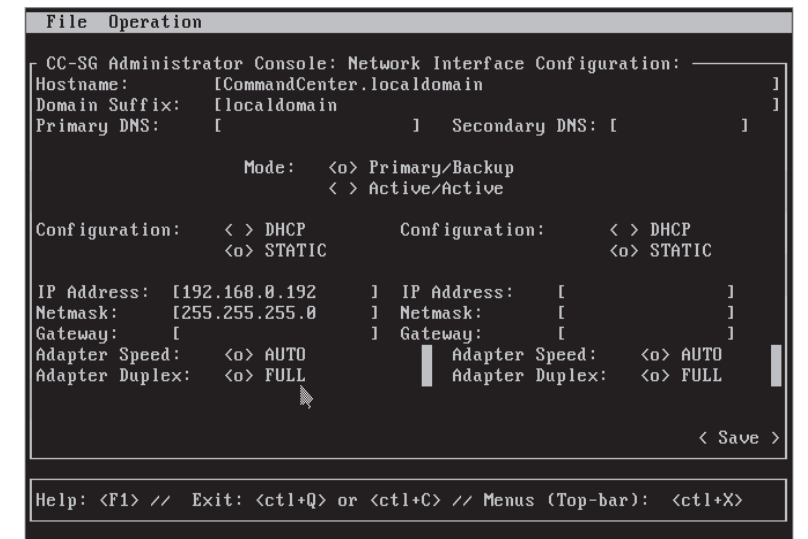 File Operation
CC-SG Administrator Console: Network Interface Configuration:
Hostname: [CommandCenter.localdomain ]
Domain Suffix: [localdomain ]
Primary DNS: [ ] Secondary DNS: [ ]
Mode: <o> Primary/Backup
< > Active/Active
Configuration: < > DHCP Configuration: < > DHCP
<o> STATIC <o> STATIC
IP Address: [192.168.0.192 ] IP Address: [ ]
Netmask: [255.255.255.0 ] Netmask: [ ]
Gateway: [ ] Gateway: [ ]
Adapter Speed: <o> AUTO Adapter Speed: <o> AUTO
Adapter Duplex: <o> FULL Adapter Duplex: <o> FULL
< Save >
Help: <F1> // Exit: <ctl+Q> or <ctl+C> // Menus (Top-bar): <ctl+X>